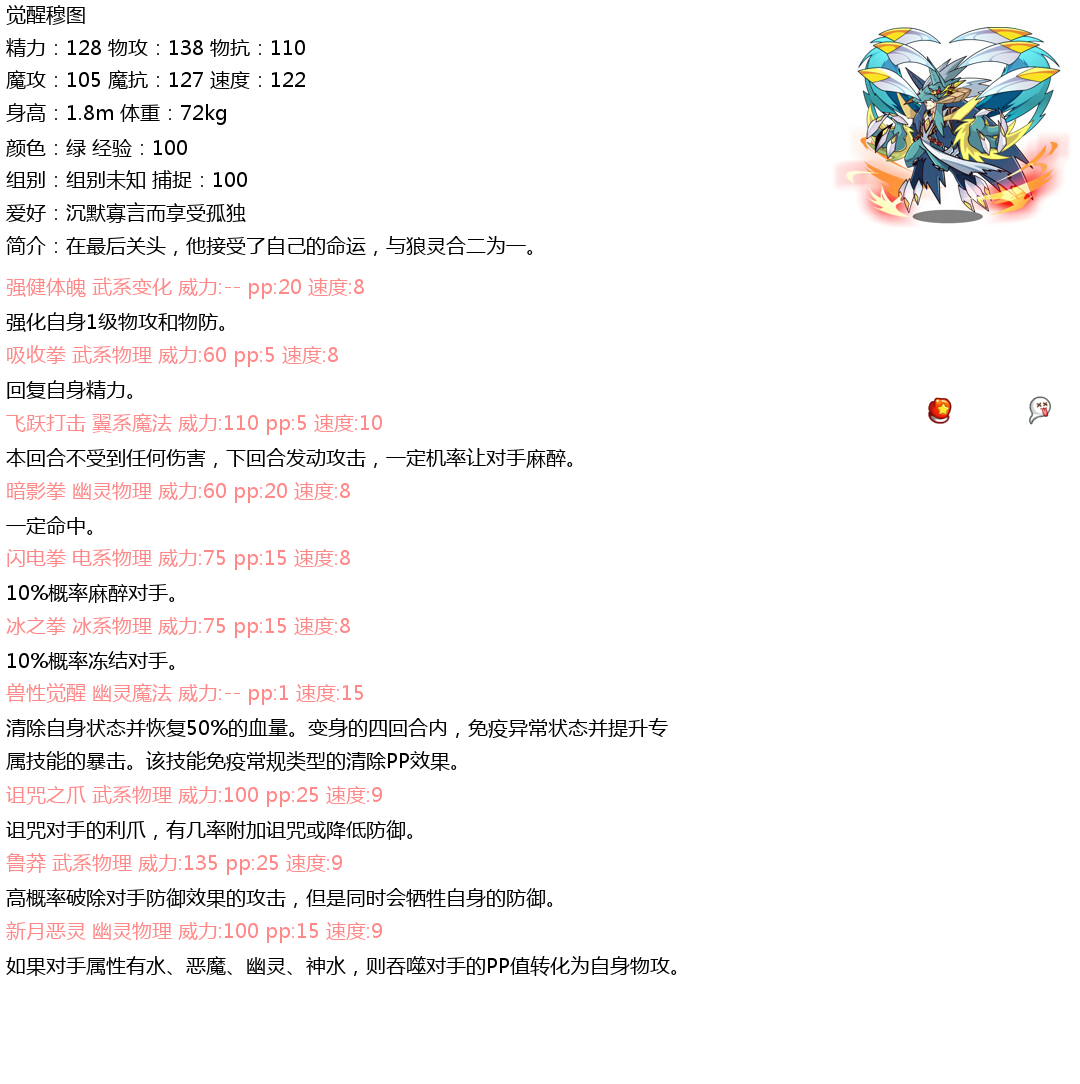 觉醒穆图
精力：128 物攻：138 物抗：110
魔攻：105 魔抗：127 速度：122
身高：1.8m 体重：72kg
颜色：绿 经验：100
组别：组别未知 捕捉：100
爱好：沉默寡言而享受孤独
简介：在最后关头，他接受了自己的命运，与狼灵合二为一。
强健体魄 武系变化 威力:-- pp:20 速度:8
强化自身1级物攻和物防。
吸收拳 武系物理 威力:60 pp:5 速度:8
回复自身精力。
飞跃打击 翼系魔法 威力:110 pp:5 速度:10
本回合不受到任何伤害，下回合发动攻击，一定机率让对手麻醉。
暗影拳 幽灵物理 威力:60 pp:20 速度:8
一定命中。
闪电拳 电系物理 威力:75 pp:15 速度:8
10%概率麻醉对手。
冰之拳 冰系物理 威力:75 pp:15 速度:8
10%概率冻结对手。
兽性觉醒 幽灵魔法 威力:-- pp:1 速度:15
清除自身状态并恢复50%的血量。变身的四回合内，免疫异常状态并提升专
属技能的暴击。该技能免疫常规类型的清除PP效果。
诅咒之爪 武系物理 威力:100 pp:25 速度:9
诅咒对手的利爪，有几率附加诅咒或降低防御。
鲁莽 武系物理 威力:135 pp:25 速度:9
高概率破除对手防御效果的攻击，但是同时会牺牲自身的防御。
新月恶灵 幽灵物理 威力:100 pp:15 速度:9
如果对手属性有水、恶魔、幽灵、神水，则吞噬对手的PP值转化为自身物攻。